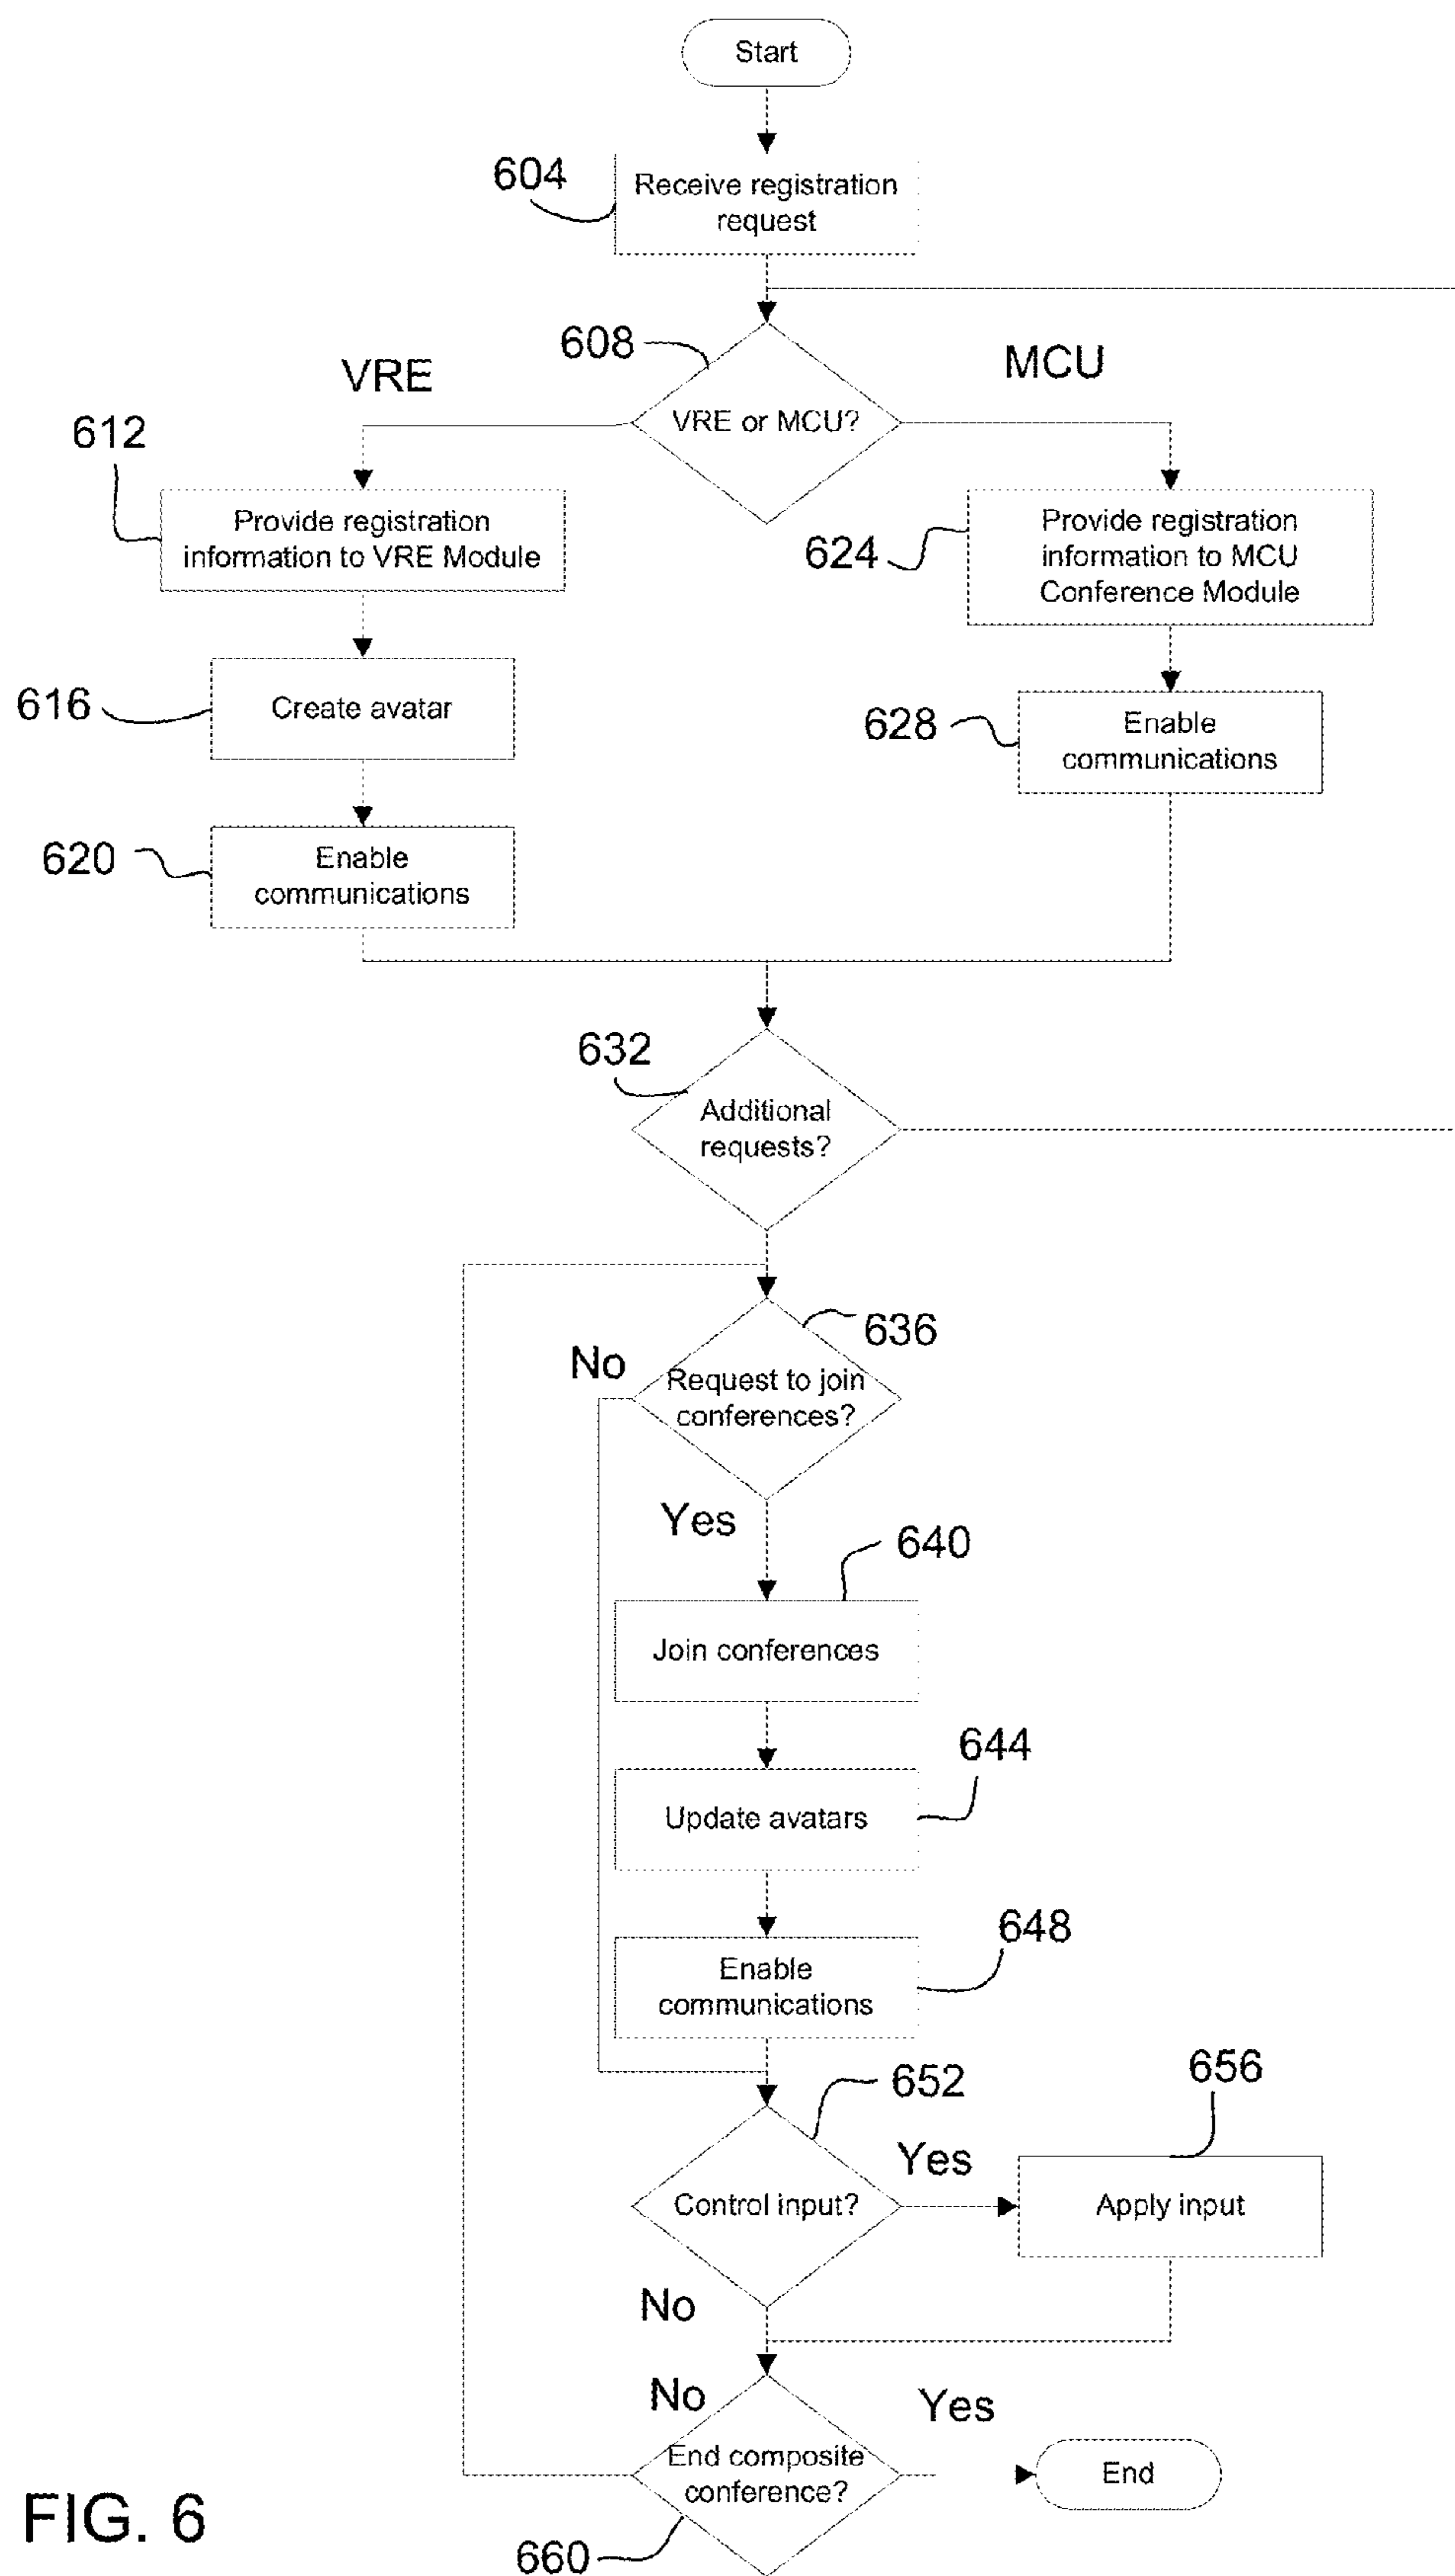 Start
604
Receive registration
request
608
VRE
MCU
VRE or MCU?
612
Provide registration
information to VRE Module
624
Provide registration
information to MCU
Conference Module
616
Create avatar
628
Enable
communications
620
Enable
communications
632
Additional
requests?
636
No
Request to join
conferences?
Yes
640
Join conferences
644
Update avatars
648
Enable
communications
652
656
Yes
Control input?
Apply input
No
No
Yes
End composite
conference?
End
FIG. 6
660